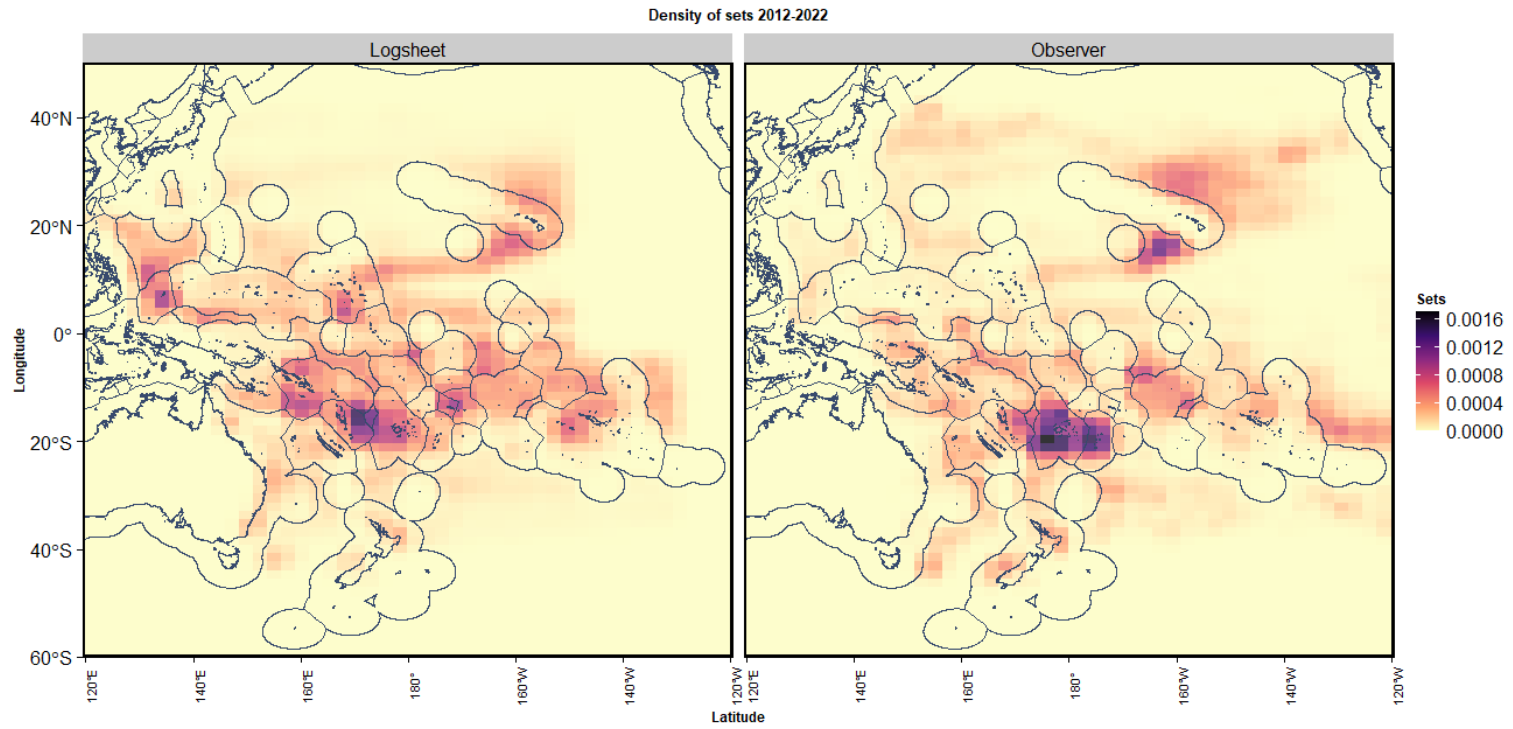 Density of sets 2012-2022
Logsheet
Observer
40°N
20°N
0°
20°S
40°S
60°S
Longitude
120°E
140°E
160°E
180°
160°W
140°W
120°W
120°E
140°E
160°E
180°
160°W
140°W
120°W
Latitude
Sets
0.0016
0.0012
0.0008
0.0004
0.0000